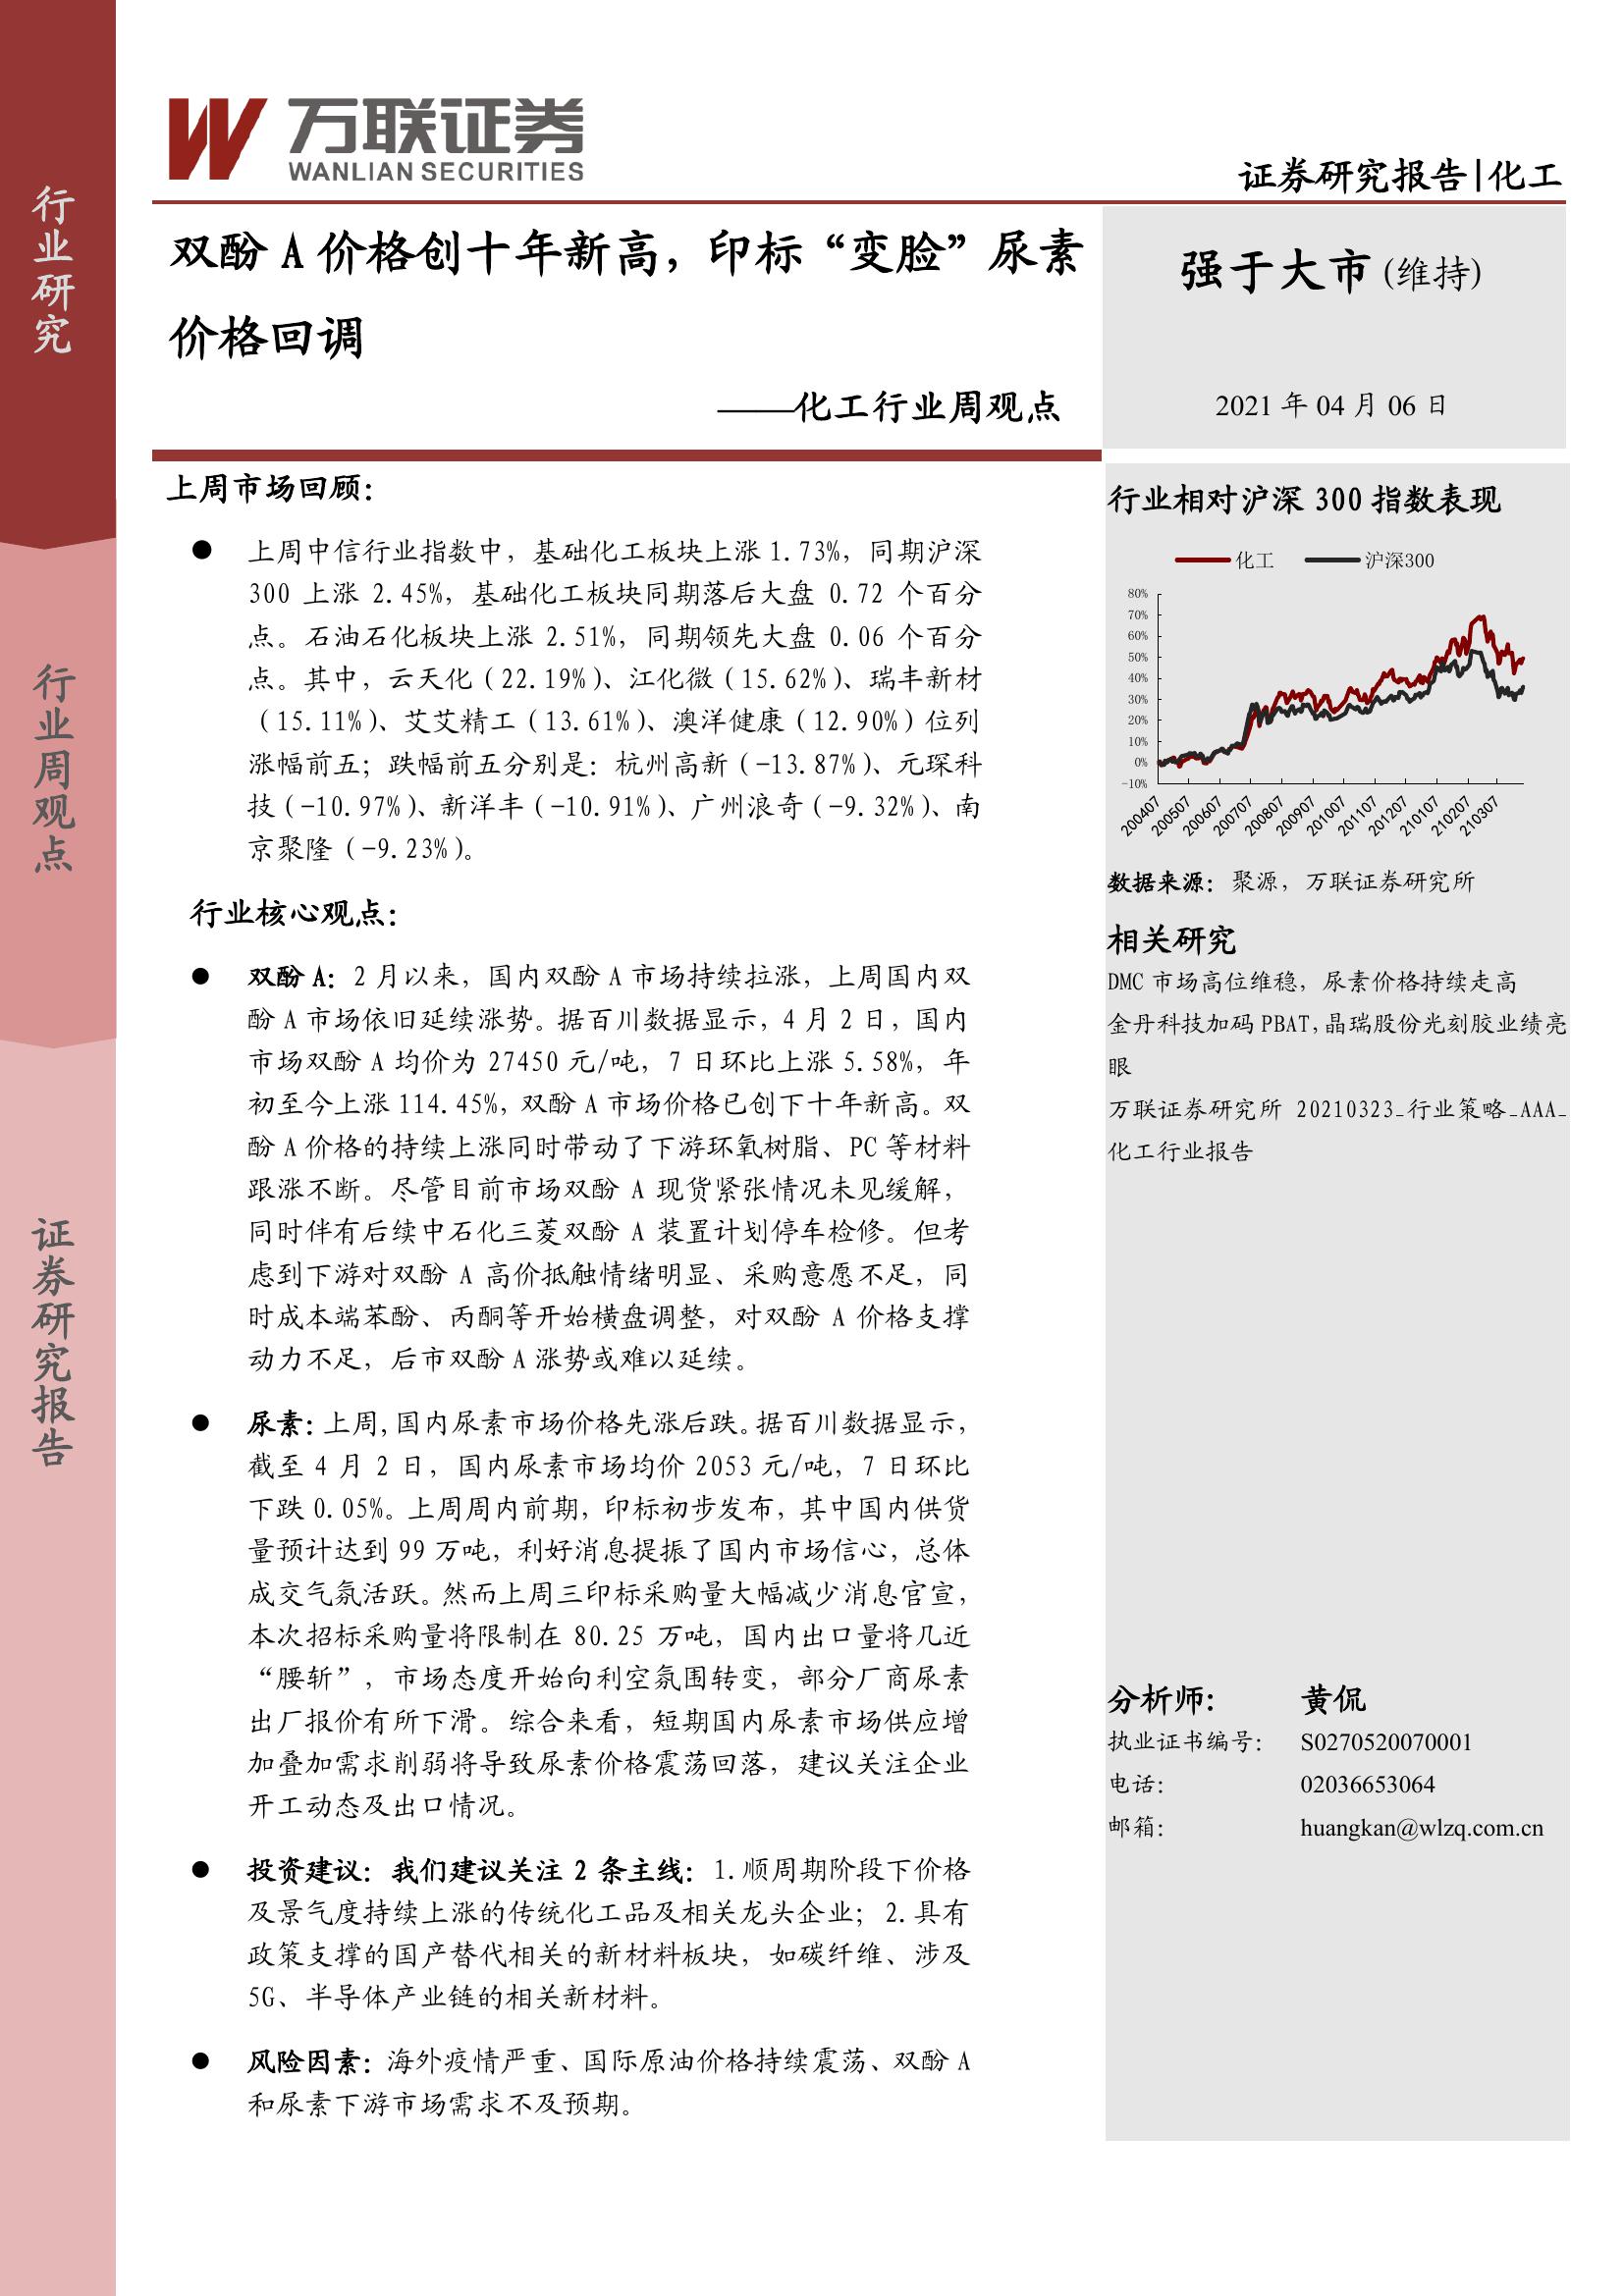 行业研究
行业周观点
证券研究报告
万联证券
WANLIAN SECURITIES
证券研究报告|化工
双酚 A 价格创十年新高，印标“变脸”尿素
价格回调
——化工行业周观点
强于大市(维持)
2021 年 04 月 06 日
上周市场回顾：
● 上周中信行业指数中，基础化工板块上涨 1.73%，同期沪深
300 上涨 2.45%，基础化工板块同期落后大盘 0.72 个百分
点。石油石化板块上涨 2.51%，同期领先大盘 0.06 个百分
点。其中，云天化（22.19%）、江化微（15.62%）、瑞丰新材
（15.11%）、艾艾精工（13.61%）、澳洋健康（12.90%）位列
涨幅前五；跌幅前五分别是：杭州高新（-13.87%）、元琛科
技（-10.97%）、新洋丰（-10.91%）、广州浪奇（-9.32%）、南
京聚隆（-9.23%）。
行业核心观点：
● 双酚 A：2 月以来，国内双酚 A 市场持续拉涨，上周国内双
酚 A 市场依旧延续涨势。据百川数据显示，4 月 2 日，国内
市场双酚 A 均价为 27450 元/吨，7 日环比上涨 5.58%，年
初至今上涨 114.45%，双酚 A 市场价格已创下十年新高。双
酚 A 价格的持续上涨同时带动了下游环氧树脂、PC 等材料
跟涨不断。尽管目前市场双酚 A 现货紧张情况未见缓解，
同时伴有后续中石化三菱双酚 A 装置计划停车检修。但考
虑到下游对双酚 A 高价抵触情绪明显、采购意愿不足，同
时成本端苯酚、丙酮等开始横盘调整，对双酚 A 价格支撑
动力不足，后市双酚 A 涨势或难以延续。
● 尿素：上周，国内尿素市场价格先涨后跌。据百川数据显示，
截至 4 月 2 日，国内尿素市场均价 2053 元/吨，7 日环比
下跌 0.05%。上周周内前期，印标初步发布，其中国内供货
量预计达到 99 万吨，利好消息提振了国内市场信心，总体
成交气氛活跃。然而上周三印标采购量大幅减少消息官宣，
本次招标采购量将限制在 80.25 万吨，国内出口量将几近
“腰斩”，市场态度开始向利空氛围转变，部分厂商尿素
出厂报价有所下滑。综合来看，短期国内尿素市场供应增
加叠加需求削弱将导致尿素价格震荡回落，建议关注企业
开工动态及出口情况。
● 投资建议：我们建议关注 2 条主线：1.顺周期阶段下价格
及景气度持续上涨的传统化工品及相关龙头企业；2.具有
政策支撑的国产替代相关的新材料板块，如碳纤维、涉及
5G、半导体产业链的相关新材料。
● 风险因素：海外疫情严重、国际原油价格持续震荡、双酚 A
和尿素下游市场需求不及预期。
行业相对沪深 300 指数表现
化工 沪深300
80%
70%
60%
50%
40%
30%
20%
10%
0%
-10%
200407 200507 200607 200707 200807 200907 201007 201107 201207 210107 210207 210307
数据来源：聚源，万联证券研究所
相关研究
DMC 市场高位维稳，尿素价格持续走高
金丹科技加码 PBAT,晶瑞股份光刻胶业绩亮
眼
万联证券研究所 20210323_行业策略_AAA_
化工行业报告
分析师: 黄侃
执业证书编号: S0270520070001
电话: 02036653064
邮箱: huangkan@wlzq.com.cn